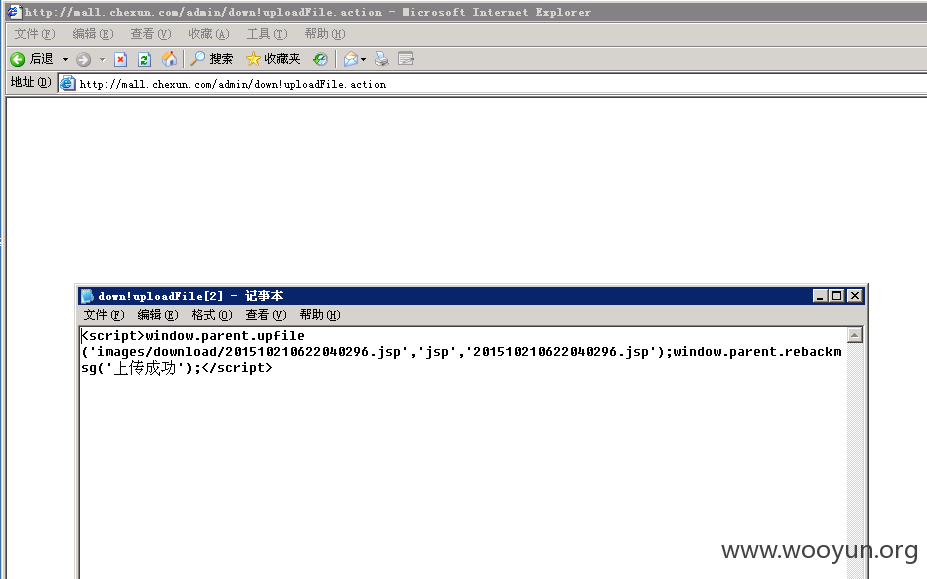 http://mall.chexun.com/admin/down!uploadFile.action - Microsoft Internet Explorer
文件(F) 编辑(E) 查看(V) 收藏(A) 工具(T) 帮助(H)
后退 搜索 收藏夹
地址(D) http://mall.chexun.com/admin/down!uploadFile.action
down!uploadFile[2] - 记事本
文件(F) 编辑(E) 格式(O) 查看(V) 帮助(H)
<script>window.parent.upfile
('images/download/201510210622040296.jsp','jsp','201510210622040296.jsp');window.parent.rebackm
sg('上传成功');</script>
www.wooyun.org